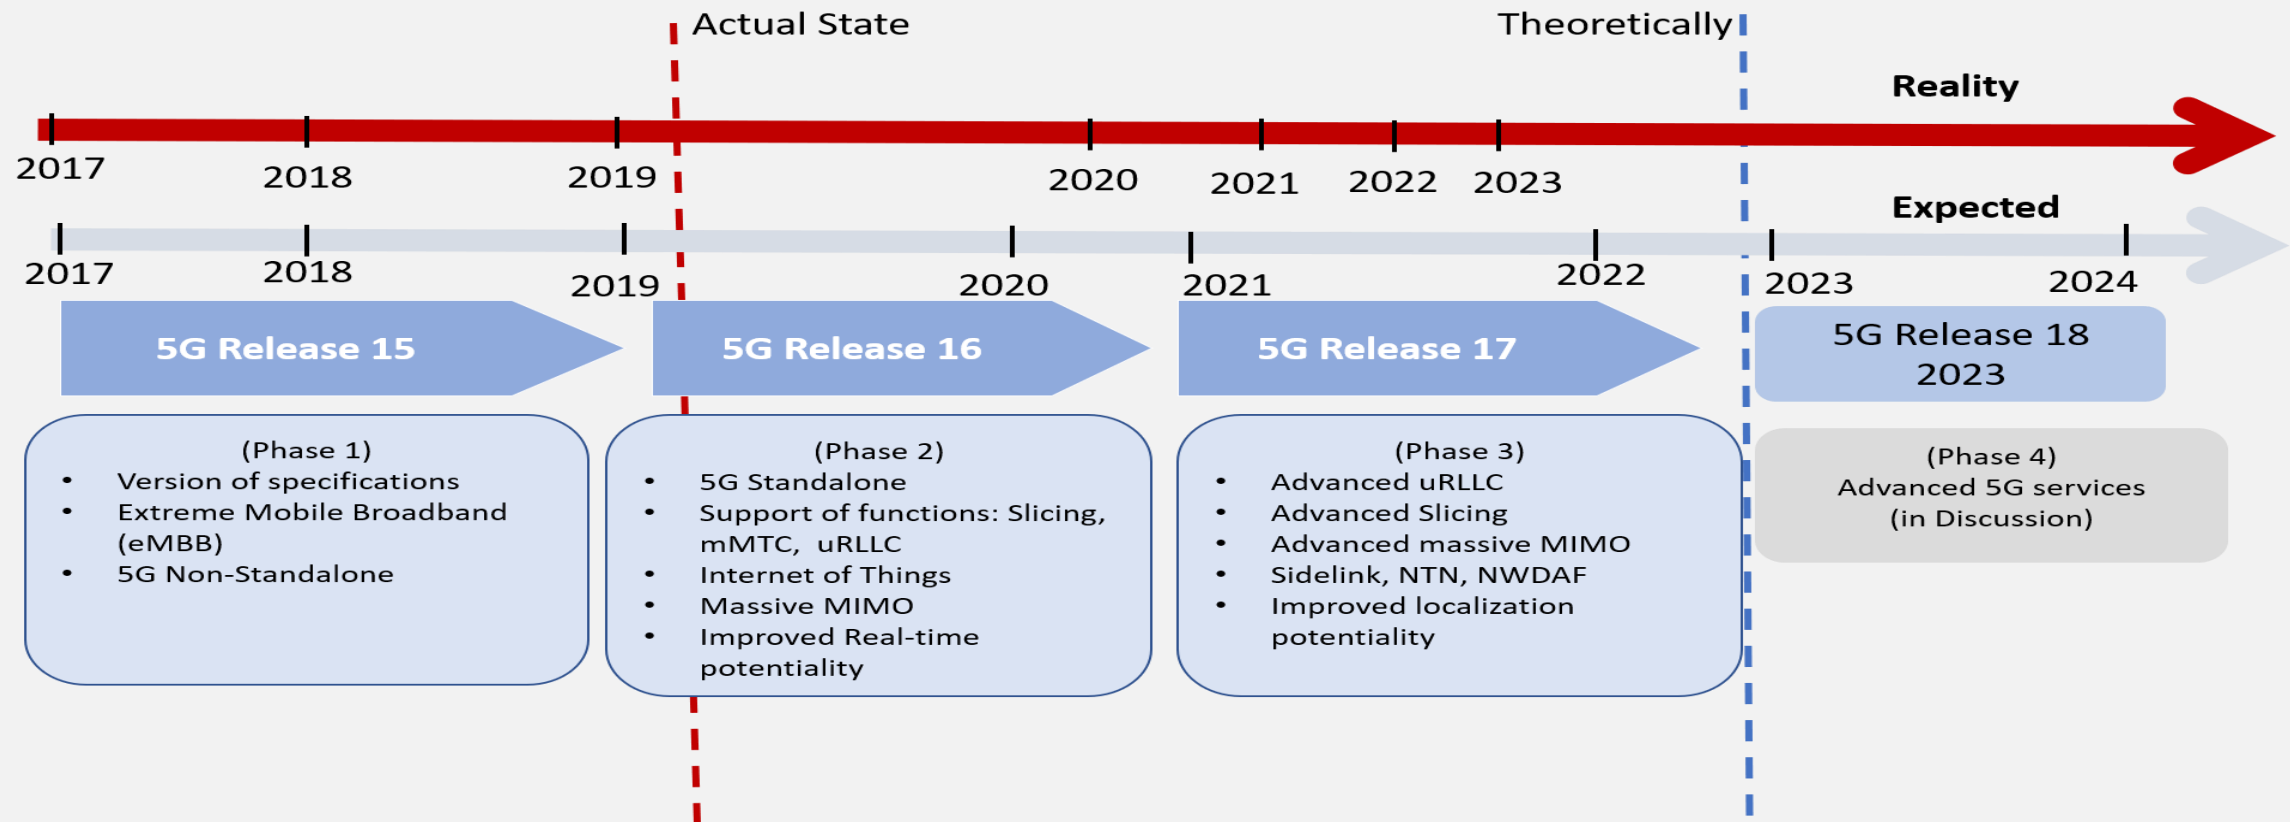 Actual State
Theoretically
Reality
2017
2018
2019
2020
2021
2022
2023
Expected
2017
2018
2019
2020
2021
2022
2023
2024
5G Release 15
5G Release 16
5G Release 17
5G Release 18
2023
(Phase 1)
• Version of specifications
• Extreme Mobile Broadband
(eMBB)
• 5G Non-Standalone
(Phase 2)
• 5G Standalone
• Support of functions: Slicing,
mMTC, uRLLC
• Internet of Things
• Massive MIMO
• Improved Real-time
potentiality
(Phase 3)
• Advanced uRLLC
• Advanced Slicing
• Advanced massive MIMO
• Sidelink, NTN, NWDAF
• Improved localization
potentiality
(Phase 4)
Advanced 5G services
(in Discussion)